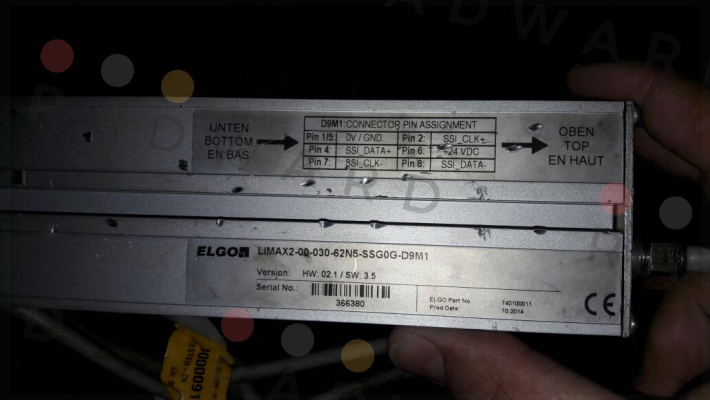 D9M1:CONNECTOR PIN ASSIGNMENT
UNTEN
BOTTOM
EN BAS
Pin 1/5: 0V / GND Pin 2: SSI_CLK+
Pin 4: SSI_DATA+ Pin 6: +24 VDC
Pin 7: SSI_CLK- Pin 8: SSI_DATA-
OBEN
TOP
EN HAUT
ELGO LIMAX2-00-030-62N5-SSG0G-D9M1
Version: HW: 02.1 / SW: 3.5
Serial No.:
366380
ELGO Part No 740100011
Prod Date: 10.2014
CE
J000091
RADWARD